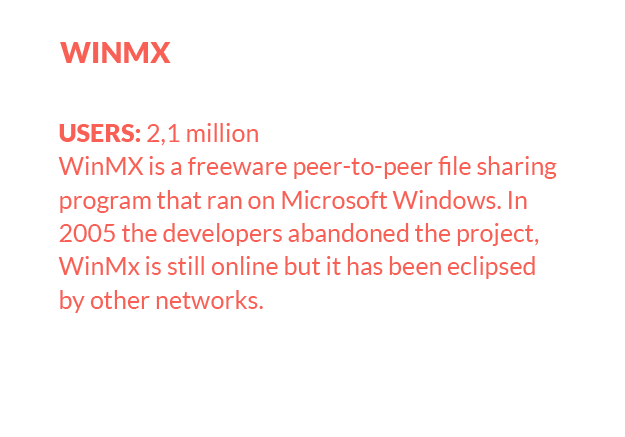 WINMX
USERS: 2,1 million
WinMX is a freeware peer-to-peer file sharing
program that ran on Microsoft Windows. In
2005 the developers abandoned the project,
WinMx is still online but it has been eclipsed
by other networks.